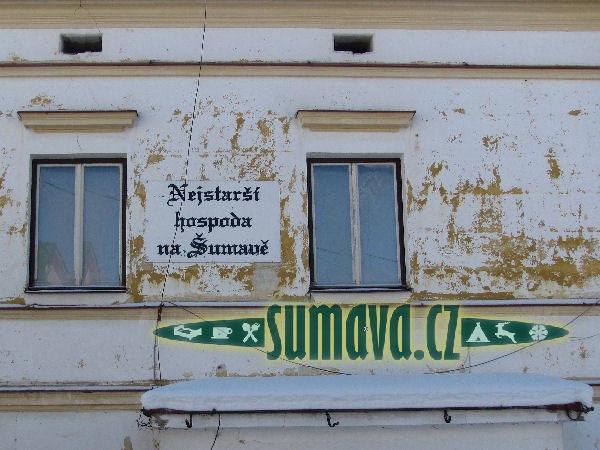 Nejstarší
hospoda
na Šumavě
sumava.cz